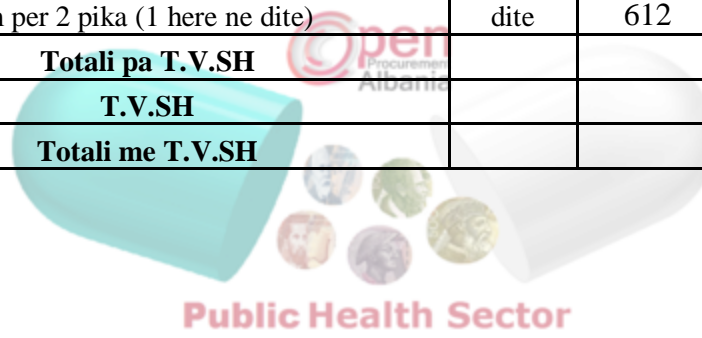 per 2 pika (1 here ne dite) dite 612
Totali pa T.V.SH
T.V.SH
Totali me T.V.SH
Open
Procurement
Albania
Public Health Sector